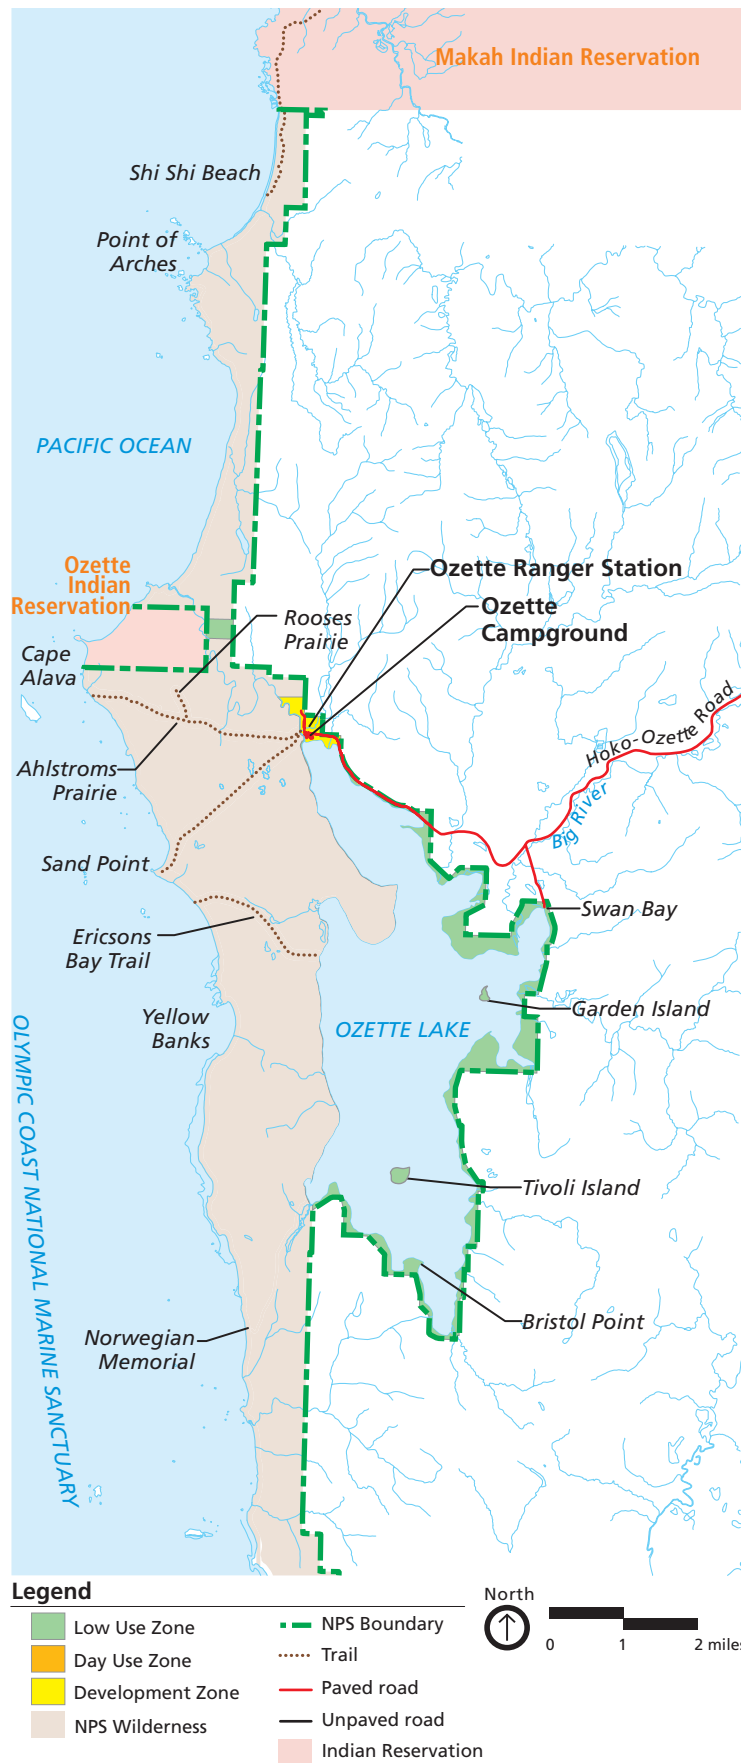 Makah Indian Reservation
Shi Shi Beach
Point of
Arches
PACIFIC OCEAN
Ozette
Indian
Reservation
Ozette Ranger Station
Ozette
Campground
Rooses
Prairie
Cape
Alava
Hoko-Ozette Road
Big River
Ahlstroms
Prairie
Sand Point
Swan Bay
Ericsons
Bay Trail
Garden Island
Yellow
Banks
OZETTE LAKE
OLYMPIC COAST NATIONAL MARINE SANCTUARY
Tivoli Island
Bristol Point
Norwegian
Memorial
Legend
Low Use Zone
Day Use Zone
Development Zone
NPS Wilderness
NPS Boundary
Trail
Paved road
Unpaved road
Indian Reservation
North
0 1 2 miles